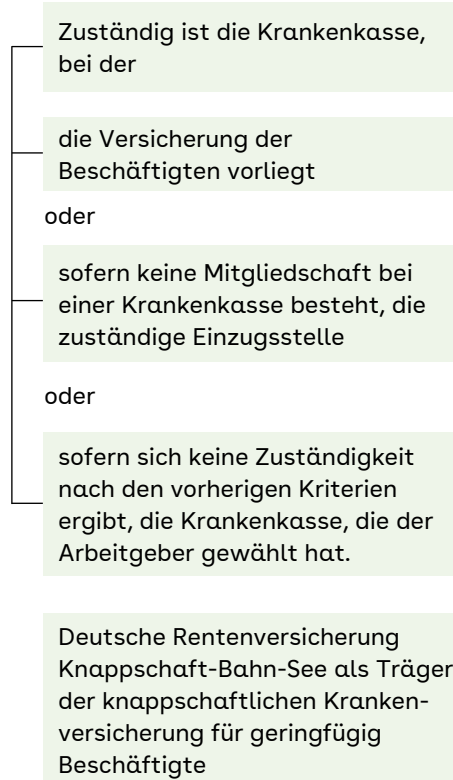 Zuständig ist die Krankenkasse,
bei der
die Versicherung der
Beschäftigten vorliegt
oder
sofern keine Mitgliedschaft bei
einer Krankenkasse besteht, die
zuständige Einzugsstelle
oder
sofern sich keine Zuständigkeit
nach den vorherigen Kriterien
ergibt, die Krankenkasse, die der
Arbeitgeber gewählt hat.
Deutsche Rentenversicherung
Knappschaft-Bahn-See als Träger
der knappschaftlichen Kranken-
versicherung für geringfügig
Beschäftigte